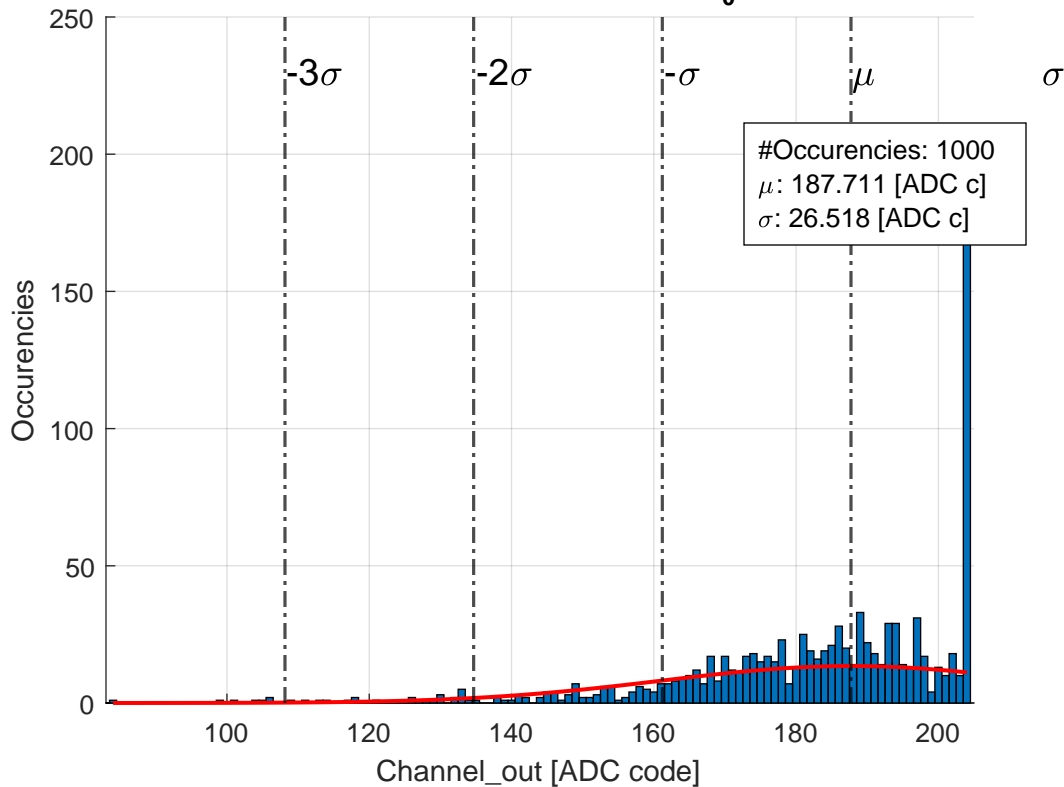 250
-3σ
-2σ
-σ
μ
σ
200
#Occurencies: 1000
μ: 187.711 [ADC c]
σ: 26.518 [ADC c]
150
100
50
0
Occurencies
100
120
140
160
180
200
Channel_out [ADC code]